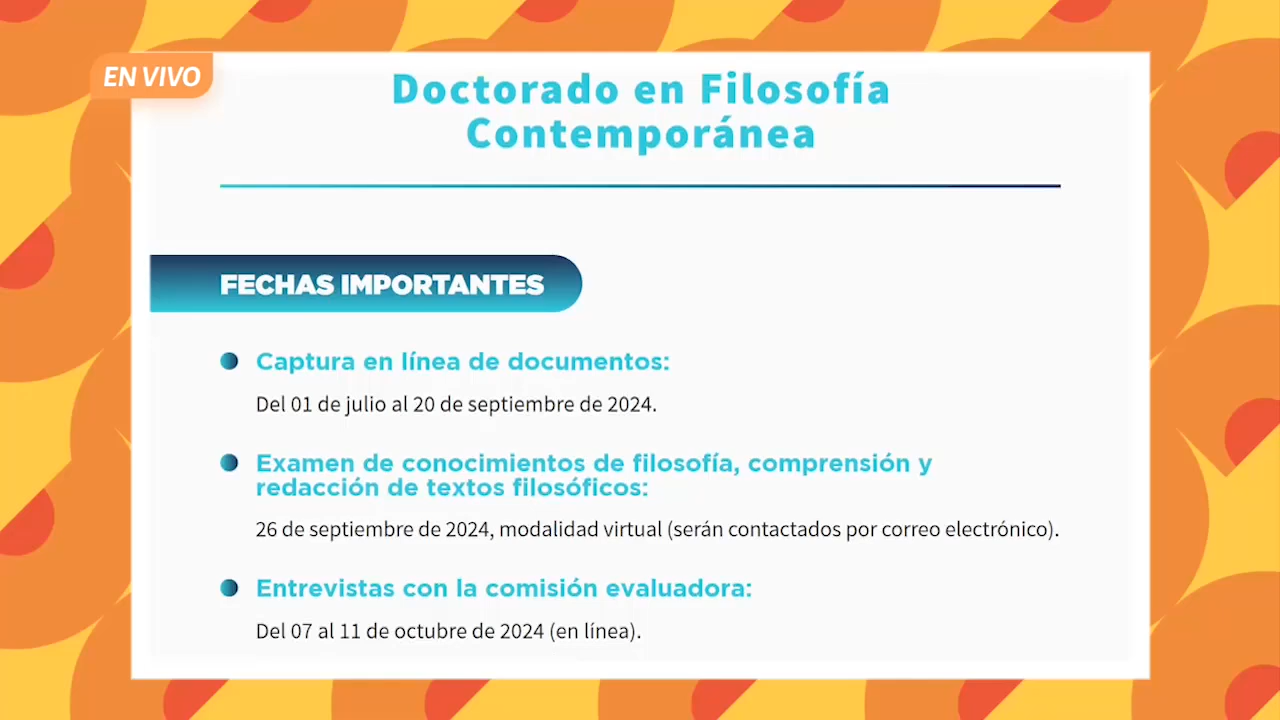 EN VIVO
Doctorado en Filosofía
Contemporánea
FECHAS IMPORTANTES
Captura en línea de documentos:
Del 01 de julio al 20 de septiembre de 2024.
Examen de conocimientos de filosofía, comprensión y
redacción de textos filosóficos:
26 de septiembre de 2024, modalidad virtual (serán contactados por correo electrónico).
Entrevistas con la comisión evaluadora:
Del 07 al 11 de octubre de 2024 (en línea).